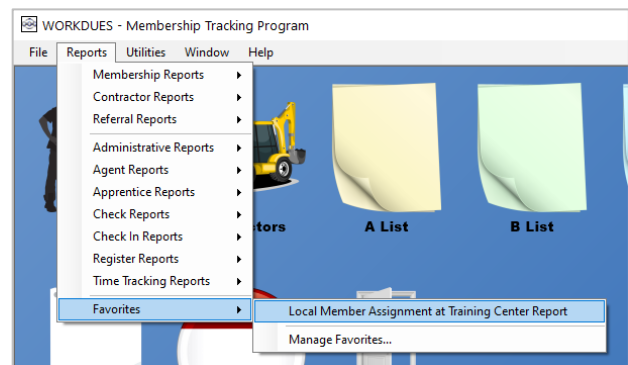 WORKDUES - Membership Tracking Program
File Reports Utilities Window Help
Membership Reports
Contractor Reports
Referral Reports
Administrative Reports
Agent Reports
Apprentice Reports
Check Reports
Check In Reports
Register Reports
Time Tracking Reports
Favorites
Local Member Assignment at Training Center Report
Manage Favorites...
tors
A List
B List